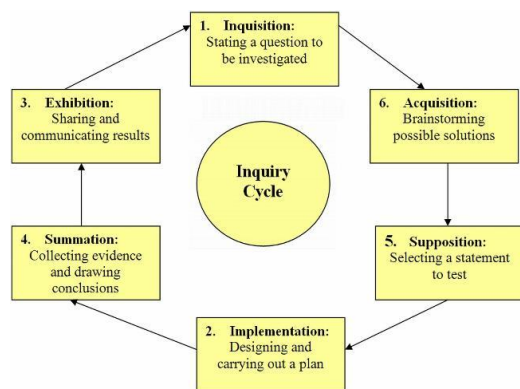 1. Inquisition:
Stating a question to
be investigated
6. Acquisition:
Brainstorming
possible solutions
5. Supposition:
Selecting a statement
to test
2. Implementation:
Designing and
carrying out a plan
4. Summation:
Collecting evidence
and drawing
conclusions
3. Exhibition:
Sharing and
communicating results
Inquiry
Cycle